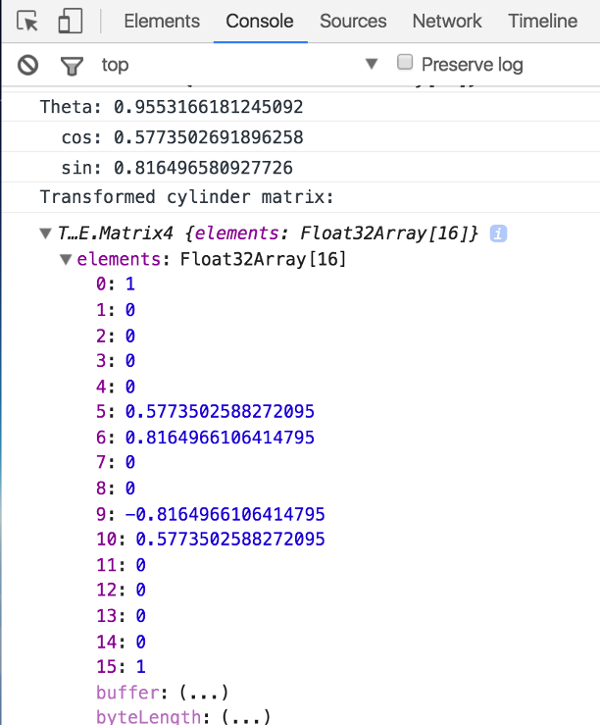 Elements Console Sources Network Timeline
top Preserve log
Theta: 0.9553166181245092
cos: 0.5773502691896258
sin: 0.816496580927726
Transformed cylinder matrix:
T…E.Matrix4 {elements: Float32Array[16]} i
elements: Float32Array[16]
0: 1
1: 0
2: 0
3: 0
4: 0
5: 0.5773502588272095
6: 0.8164966106414795
7: 0
8: 0
9: -0.8164966106414795
10: 0.5773502588272095
11: 0
12: 0
13: 0
14: 0
15: 1
buffer: (...)
byteLength: (...)